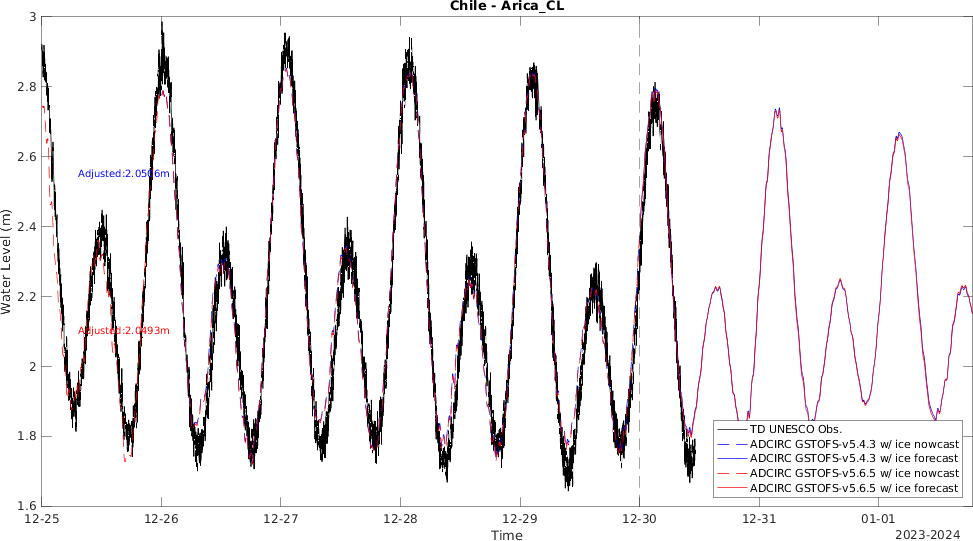 Chile - Arica_CL
3
2.8
2.6
2.4
2.2
2
1.8
1.6
Water Level (m)
Adjusted:2.0506m
Adjusted:2.0493m
TD UNESCO Obs.
ADCIRC GSTOFS-v5.4.3 w/ ice nowcast
ADCIRC GSTOFS-v5.4.3 w/ ice forecast
ADCIRC GSTOFS-v5.6.5 w/ ice nowcast
ADCIRC GSTOFS-v5.6.5 w/ ice forecast
12-25 12-26 12-27 12-28 12-29 12-30 12-31 01-01
Time
2023-2024